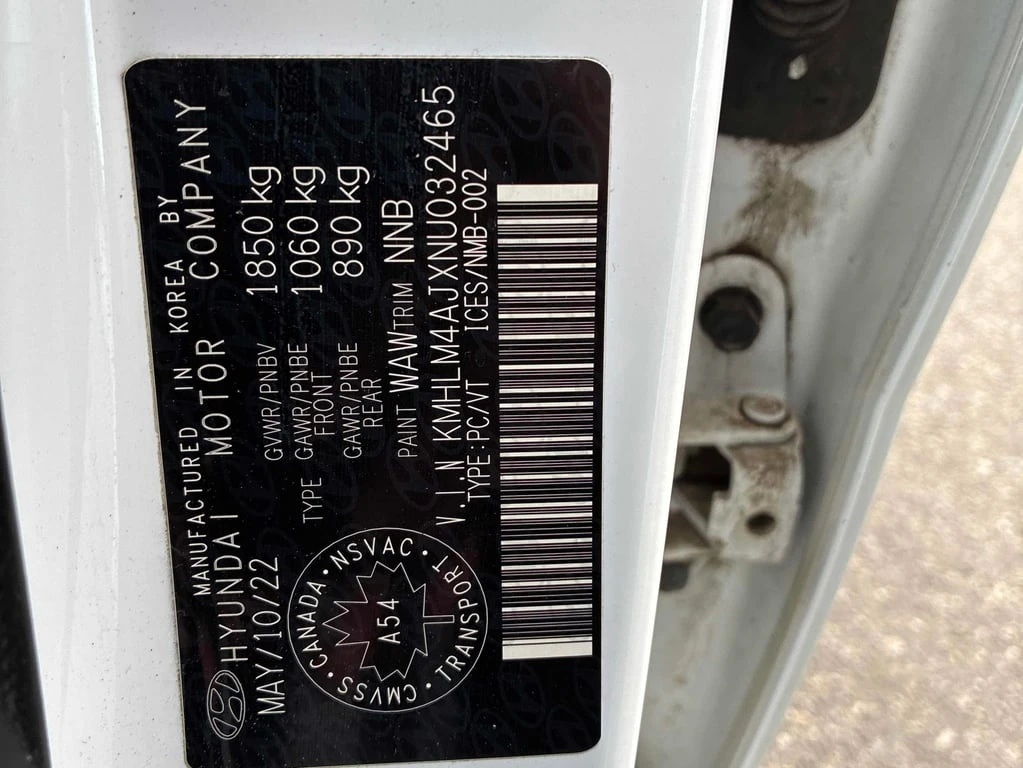 MANUFACTURED IN KOREA BY
HYUNDAI MOTOR COMPANY
MAY/10/22
GVWR/PNBV 1850 kg
TYPE GAWR/PNBE FRONT 1060 kg
GAWR/PNBE REAR 890 kg
PAINT WAW TRIM NNB
V.I.N KMHLM4AJXNU032465
TYPE:PC/VT ICES/NMB-002
CMVSS • CANADA • NSVAC • TRANSPORT •
A54